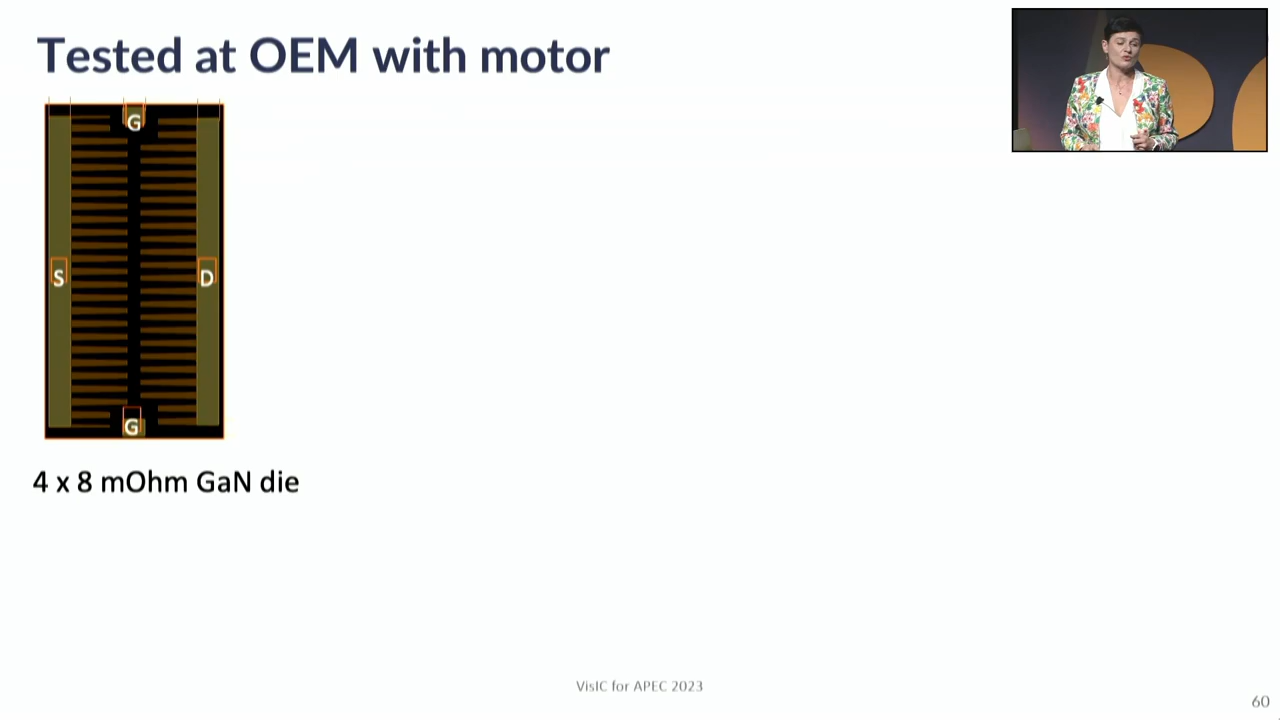 Tested at OEM with motor
G
S
D
G
4 x 8 mOhm GaN die
VisIC for APEC 2023
60